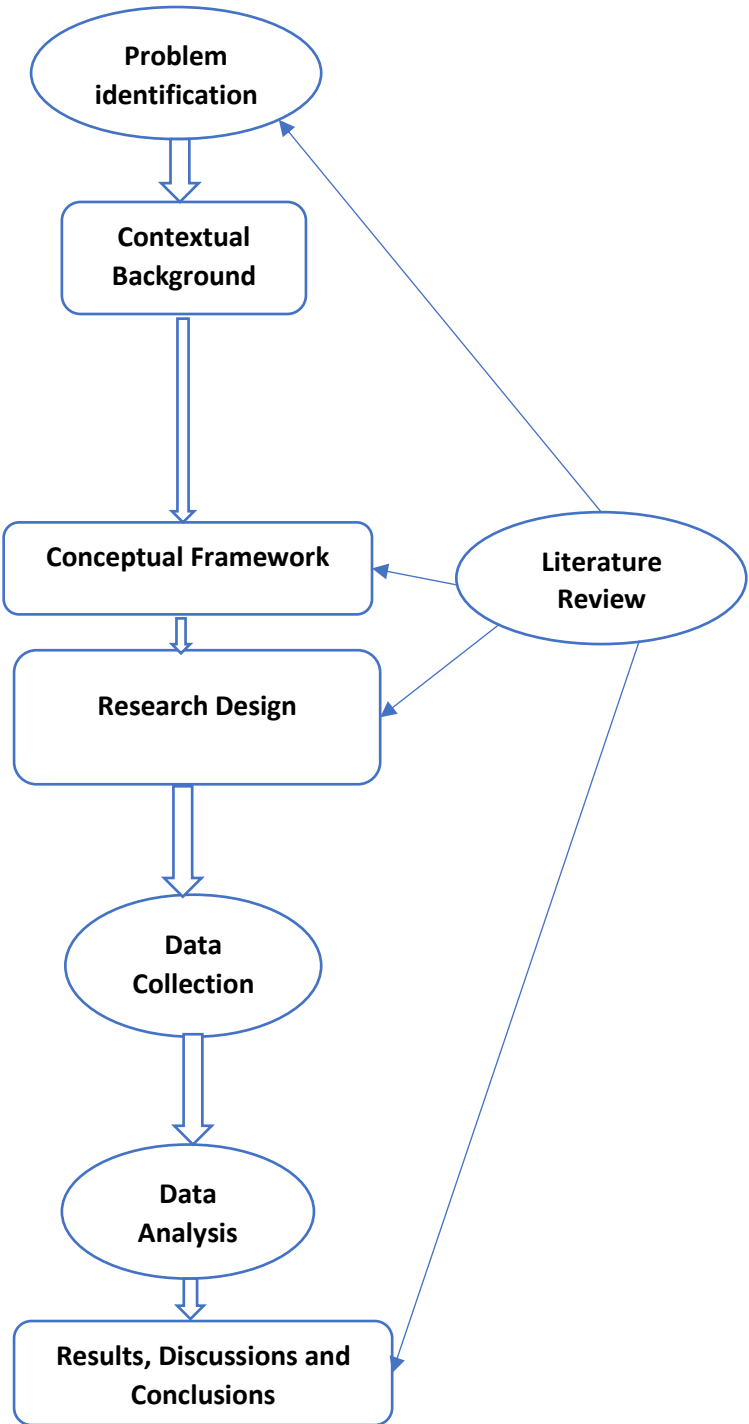 Problem
identification
Contextual
Background
Conceptual Framework
Literature
Review
Research Design
Data
Collection
Data
Analysis
Results, Discussions and
Conclusions